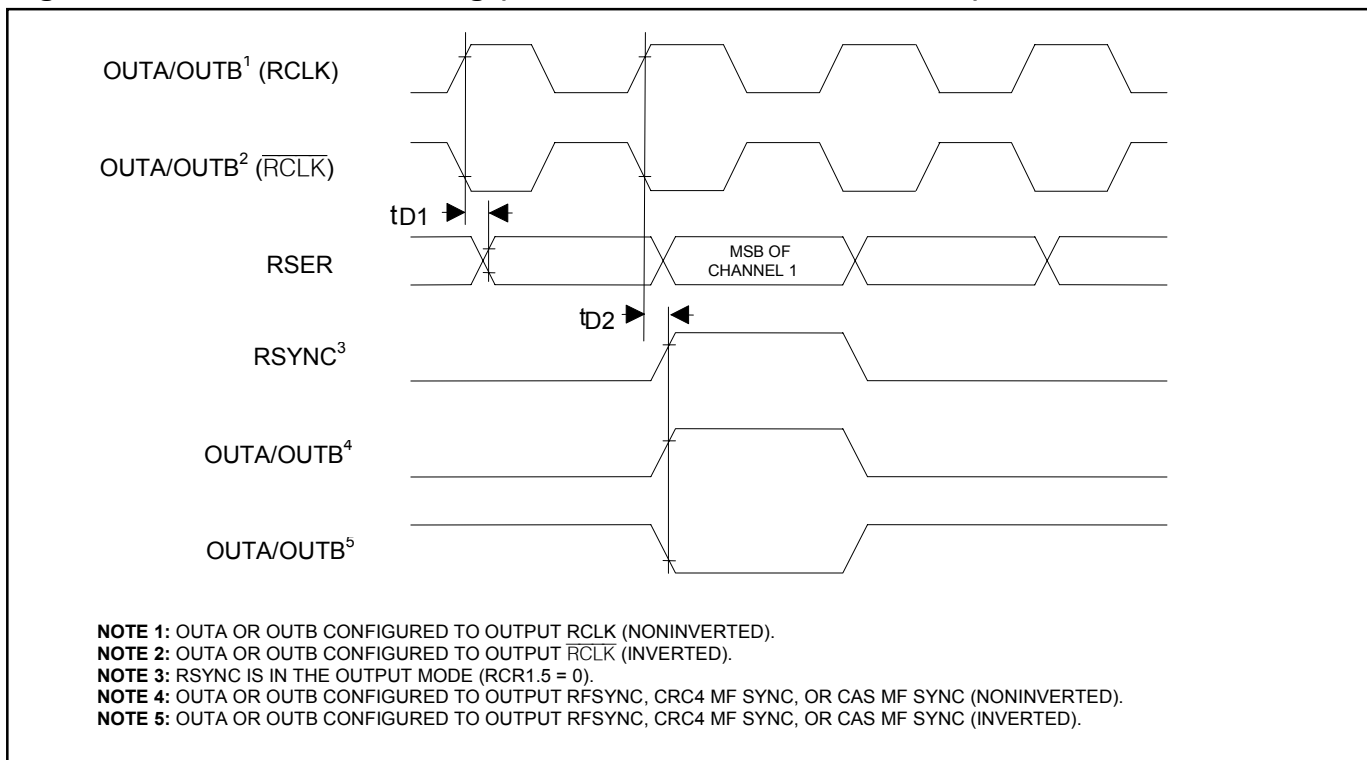 OUTA/OUTB¹ (RCLK)
OUTA/OUTB² (R̅C̅L̅K̅)
tD1
RSER
MSB OF
CHANNEL 1
tD2
RSYNC³
OUTA/OUTB⁴
OUTA/OUTB⁵
NOTE 1: OUTA OR OUTB CONFIGURED TO OUTPUT RCLK (NONINVERTED).
NOTE 2: OUTA OR OUTB CONFIGURED TO OUTPUT R̅C̅L̅K̅ (INVERTED).
NOTE 3: RSYNC IS IN THE OUTPUT MODE (RCR1.5 = 0).
NOTE 4: OUTA OR OUTB CONFIGURED TO OUTPUT RFSYNC, CRC4 MF SYNC, OR CAS MF SYNC (NONINVERTED).
NOTE 5: OUTA OR OUTB CONFIGURED TO OUTPUT RFSYNC, CRC4 MF SYNC, OR CAS MF SYNC (INVERTED).